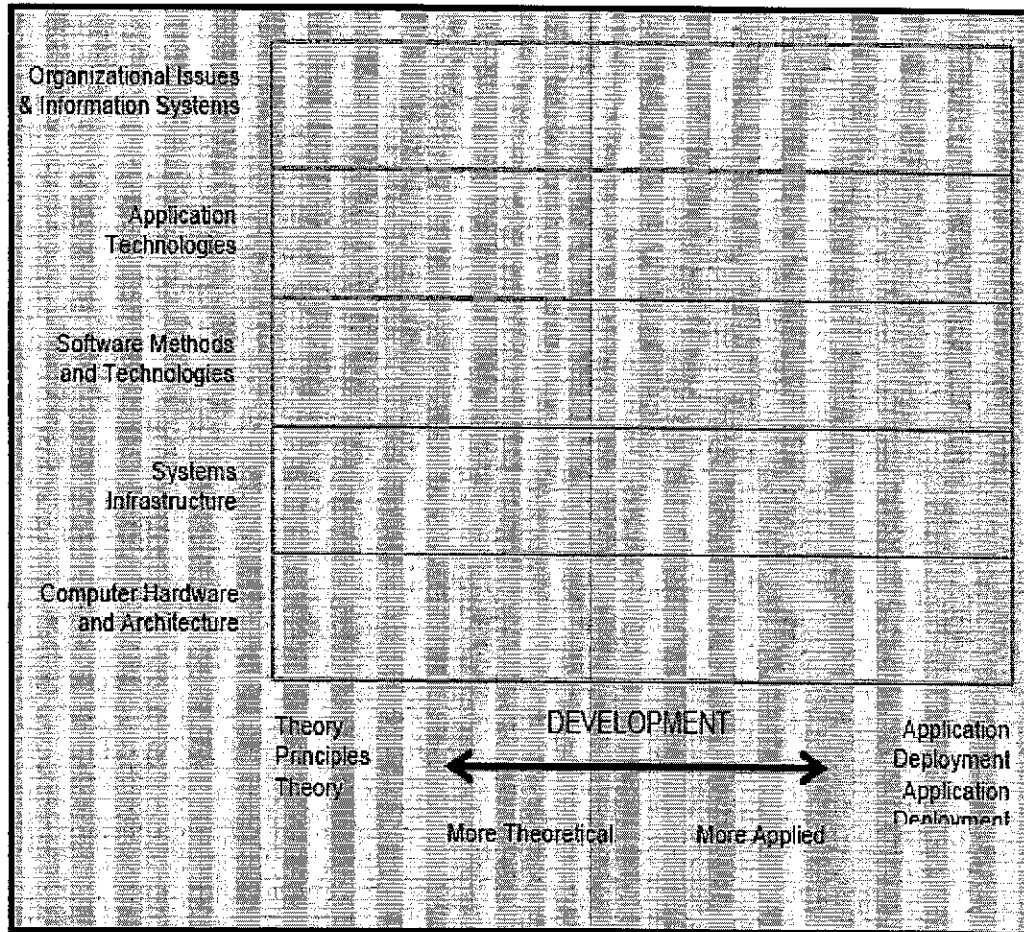 Organizational Issues
& Information Systems
Application
Technologies
Software Methods
and Technologies
Systems
Infrastructure
Computer Hardware
and Architecture
Theory
Principles
Theory
DEVELOPMENT
More Theoretical
More Applied
Application
Deployment
Application
Deployment